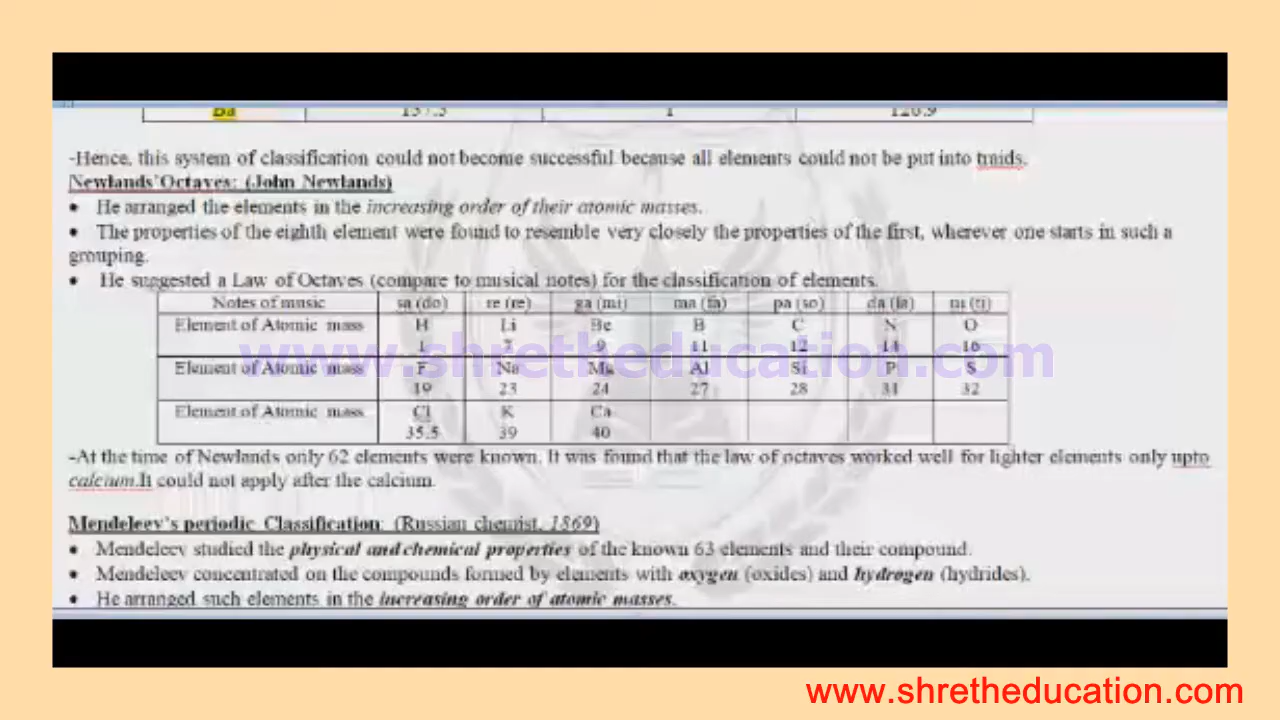 Ba 137.3 I 126.9
-Hence, this system of classification could not become successful because all elements could not be put into traids.
Newlands'Octaves: (John Newlands)
• He arranged the elements in the increasing order of their atomic masses.
• The properties of the eighth element were found to resemble very closely the properties of the first, wherever one starts in such a
grouping.
• He suggested a Law of Octaves (compare to musical notes) for the classification of elements.
Notes of music sa (do) re (re) ga (mi) ma (fa) pa (so) da (la) ni (ti)
Element of Atomic mass H Li Be B C N O
1 7 9 11 12 14 16
www.shretheducation.com
Element of Atomic mass F Na Mg Al Si P S
19 23 24 27 28 31 32
Element of Atomic mass Cl K Ca
35.5 39 40
-At the time of Newlands only 62 elements were known. It was found that the law of octaves worked well for lighter elements only upto
calcium.It could not apply after the calcium.
Mendeleev's periodic Classification: (Russian chemist, 1869)
• Mendeleev studied the physical and chemical properties of the known 63 elements and their compound.
• Mendeleev concentrated on the compounds formed by elements with oxygen (oxides) and hydrogen (hydrides).
• He arranged such elements in the increasing order of atomic masses.
www.shretheducation.com